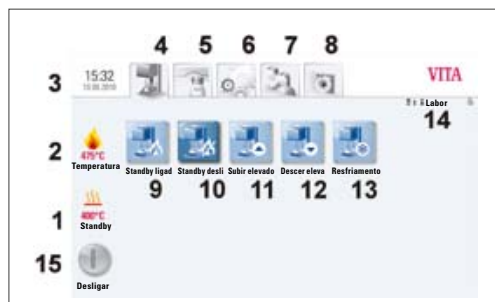 4 5 6 7 8
3 15:32 VITA
Labor
14
2 475°C
Temperatura Standby ligad Standby desli Subir elevado Descer eleva Resfriamento
9 10 11 12 13
1 400°C
Standby
15
Desligar